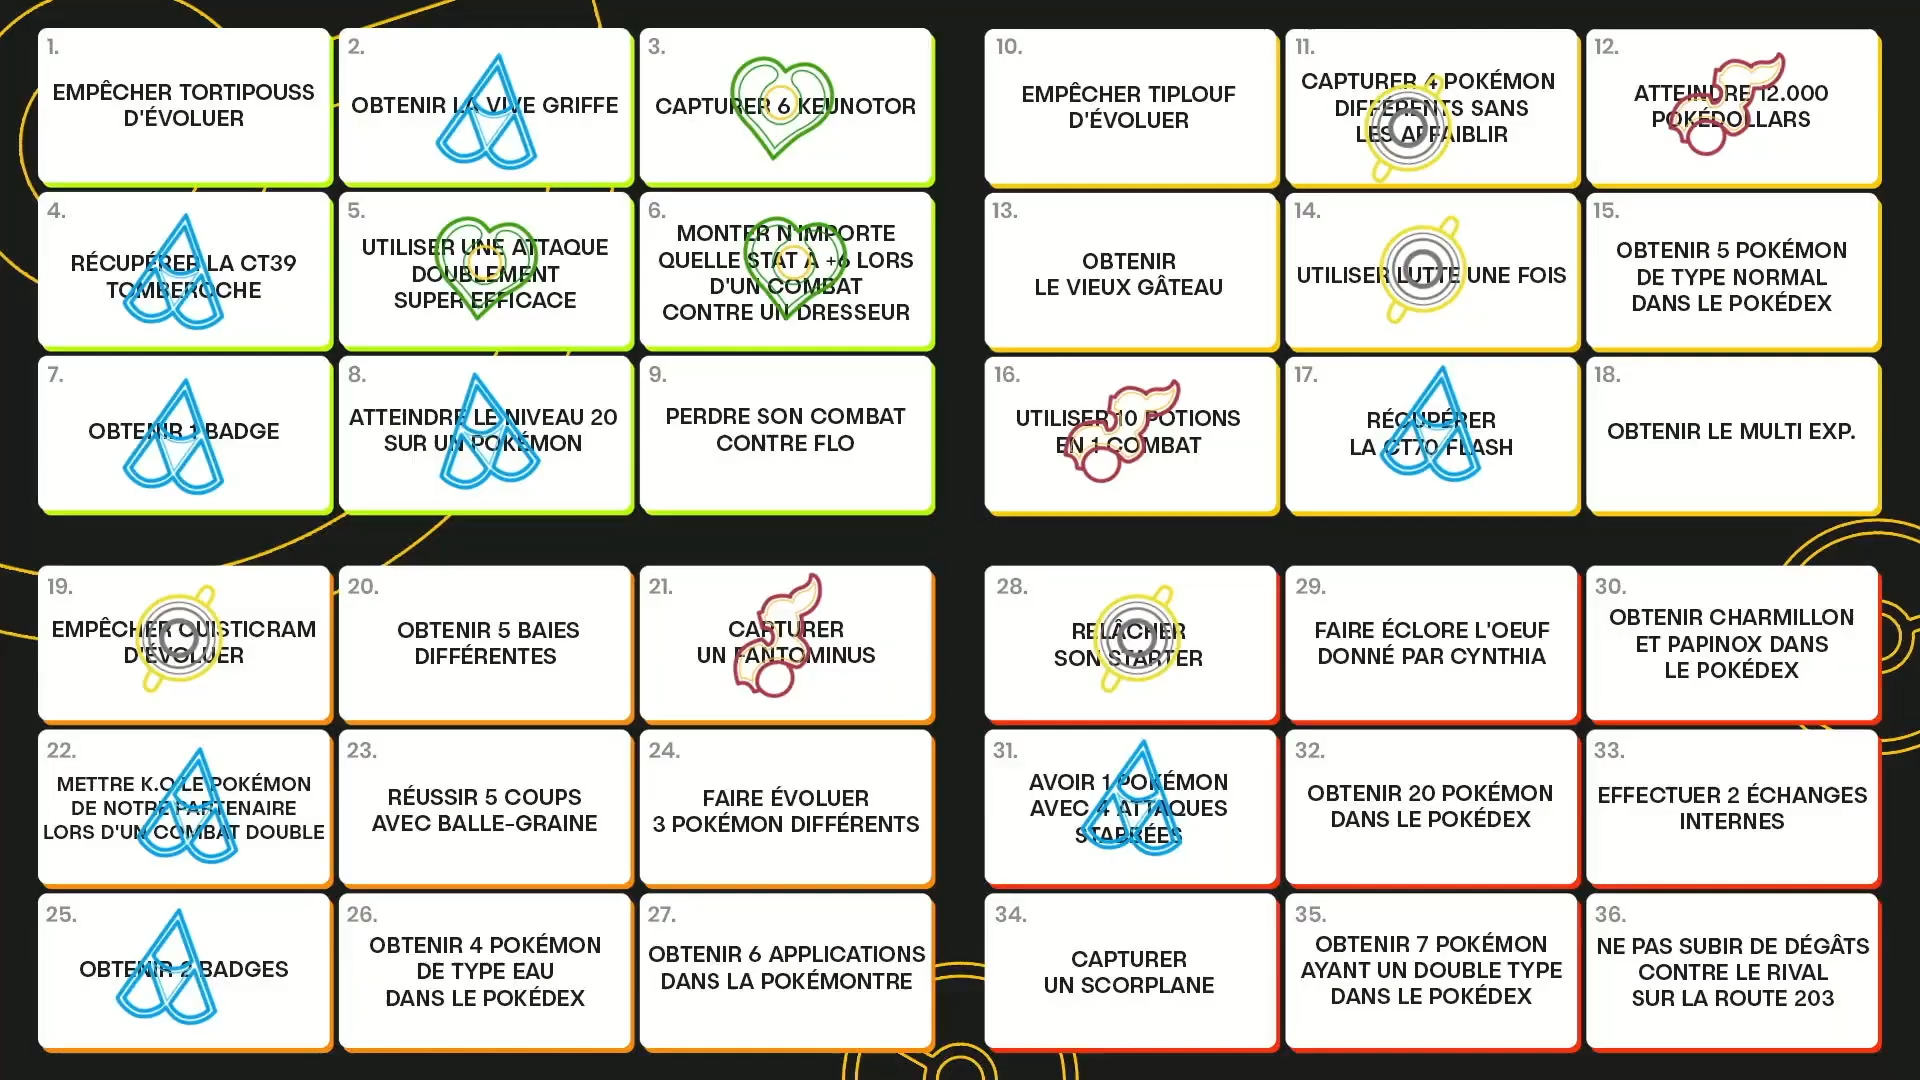 1.
EMPÊCHER TORTIPOUSS
D'ÉVOLUER
2.
OBTENIR LA VIVE GRIFFE
3.
CAPTURER 6 KEUNOTOR
4.
RÉCUPÉRER LA CT39
TOMBEROCHE
5.
UTILISER UNE ATTAQUE
DOUBLEMENT
SUPER EFFICACE
6.
MONTER N'IMPORTE
QUELLE STAT À +6 LORS
D'UN COMBAT
CONTRE UN DRESSEUR
7.
OBTENIR 1 BADGE
8.
ATTEINDRE LE NIVEAU 20
SUR UN POKÉMON
9.
PERDRE SON COMBAT
CONTRE FLO
10.
EMPÊCHER TIPLOUF
D'ÉVOLUER
11.
CAPTURER 4 POKÉMON
DIFFÉRENTS SANS
LES AFFAIBLIR
12.
ATTEINDRE 12.000
POKÉDOLLARS
13.
OBTENIR
LE VIEUX GÂTEAU
14.
UTILISER LUTTE UNE FOIS
15.
OBTENIR 5 POKÉMON
DE TYPE NORMAL
DANS LE POKÉDEX
16.
UTILISER 10 POTIONS
EN 1 COMBAT
17.
RÉCUPÉRER
LA CT70 FLASH
18.
OBTENIR LE MULTI EXP.
19.
EMPÊCHER OUISTICRAM
D'ÉVOLUER
20.
OBTENIR 5 BAIES
DIFFÉRENTES
21.
CAPTURER
UN FANTOMINUS
22.
METTRE K.O LE POKÉMON
DE NOTRE PARTENAIRE
LORS D'UN COMBAT DOUBLE
23.
RÉUSSIR 5 COUPS
AVEC BALLE-GRAINE
24.
FAIRE ÉVOLUER
3 POKÉMON DIFFÉRENTS
25.
OBTENIR 2 BADGES
26.
OBTENIR 4 POKÉMON
DE TYPE EAU
DANS LE POKÉDEX
27.
OBTENIR 6 APPLICATIONS
DANS LA POKÉMONTRE
28.
RELÂCHER
SON STARTER
29.
FAIRE ÉCLORE L'OEUF
DONNÉ PAR CYNTHIA
30.
OBTENIR CHARMILLON
ET PAPINOX DANS
LE POKÉDEX
31.
AVOIR 1 POKÉMON
AVEC 4 ATTAQUES
STABBÉES
32.
OBTENIR 20 POKÉMON
DANS LE POKÉDEX
33.
EFFECTUER 2 ÉCHANGES
INTERNES
34.
CAPTURER
UN SCORPLANE
35.
OBTENIR 7 POKÉMON
AYANT UN DOUBLE TYPE
DANS LE POKÉDEX
36.
NE PAS SUBIR DE DÉGÂTS
CONTRE LE RIVAL
SUR LA ROUTE 203